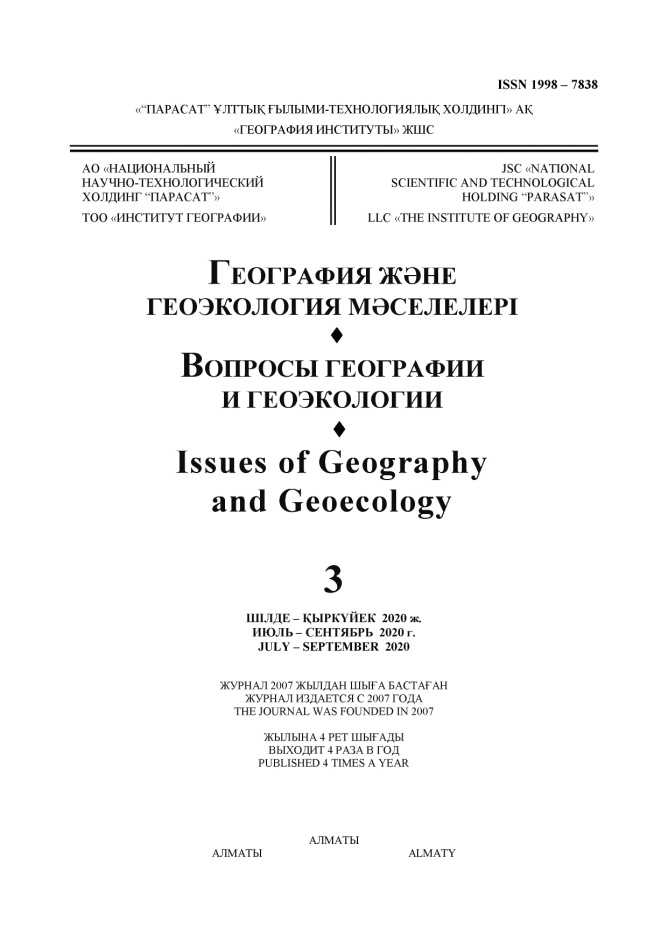 ISSN 1998 – 7838
«“ПАРАСАТ” ҰЛТТЫҚ ҒЫЛЫМИ-ТЕХНОЛОГИЯЛЫҚ ХОЛДИНГІ» АҚ
«ГЕОГРАФИЯ ИНСТИТУТЫ» ЖШС
АО «НАЦИОНАЛЬНЫЙ
НАУЧНО-ТЕХНОЛОГИЧЕСКИЙ
ХОЛДИНГ “ПАРАСАТ”»
ТОО «ИНСТИТУТ ГЕОГРАФИИ»
JSC «NATIONAL
SCIENTIFIC AND TECHNOLOGICAL
HOLDING “PARASAT”»
LLC «THE INSTITUTE OF GEOGRAPHY»
ГЕОГРАФИЯ ЖӘНЕ
ГЕОЭКОЛОГИЯ МӘСЕЛЕЛЕРІ
♦
ВОПРОСЫ ГЕОГРАФИИ
И ГЕОЭКОЛОГИИ
♦
Issues of Geography
and Geoecology
3
ШІЛДЕ – ҚЫРКҮЙЕК 2020 ж.
ИЮЛЬ – СЕНТЯБРЬ 2020 г.
JULY – SEPTEMBER 2020
ЖУРНАЛ 2007 ЖЫЛДАН ШЫҒА БАСТАҒАН
ЖУРНАЛ ИЗДАЕТСЯ С 2007 ГОДА
THE JOURNAL WAS FOUNDED IN 2007
ЖЫЛЫНА 4 РЕТ ШЫҒАДЫ
ВЫХОДИТ 4 РАЗА В ГОД
PUBLISHED 4 TIMES A YEAR
АЛМАТЫ
АЛМАТЫ ALMATY